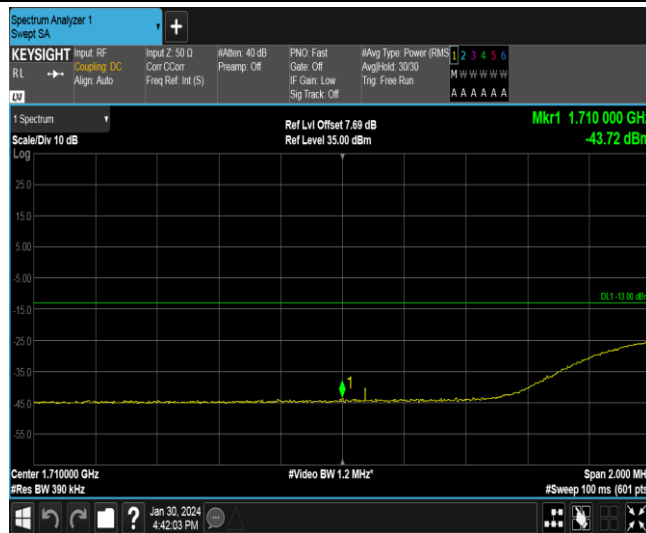 Spectrum Analyzer 1
Swept SA
+
KEYSIGHT
RL
Input: RF
Coupling: DC
Align: Auto
Input Z: 50 Ω
Corr CCorr
Freq Ref: Int (S)
#Atten: 40 dB
Preamp: Off
PNO: Fast
Gate: Off
IF Gain: Low
Sig Track: Off
#Avg Type: Power (RMS
Avg|Hold: 30/30
Trig: Free Run
1 2 3 4 5 6
M W W W W W
A A A A A A
1 Spectrum
Scale/Div 10 dB
Log
Ref Lvl Offset 7.69 dB
Ref Level 35.00 dBm
Mkr1 1.710 000 GHz
-43.72 dBm
25.0
15.0
5.00
-5.00
-15.0
-25.0
-35.0
-45.0
-55.0
DL1 -13.00 dBm
1
Center 1.710000 GHz
#Res BW 390 kHz
#Video BW 1.2 MHz*
Span 2.000 MHz
#Sweep 100 ms (601 pts)
?
Jan 30, 2024
4:42:03 PM